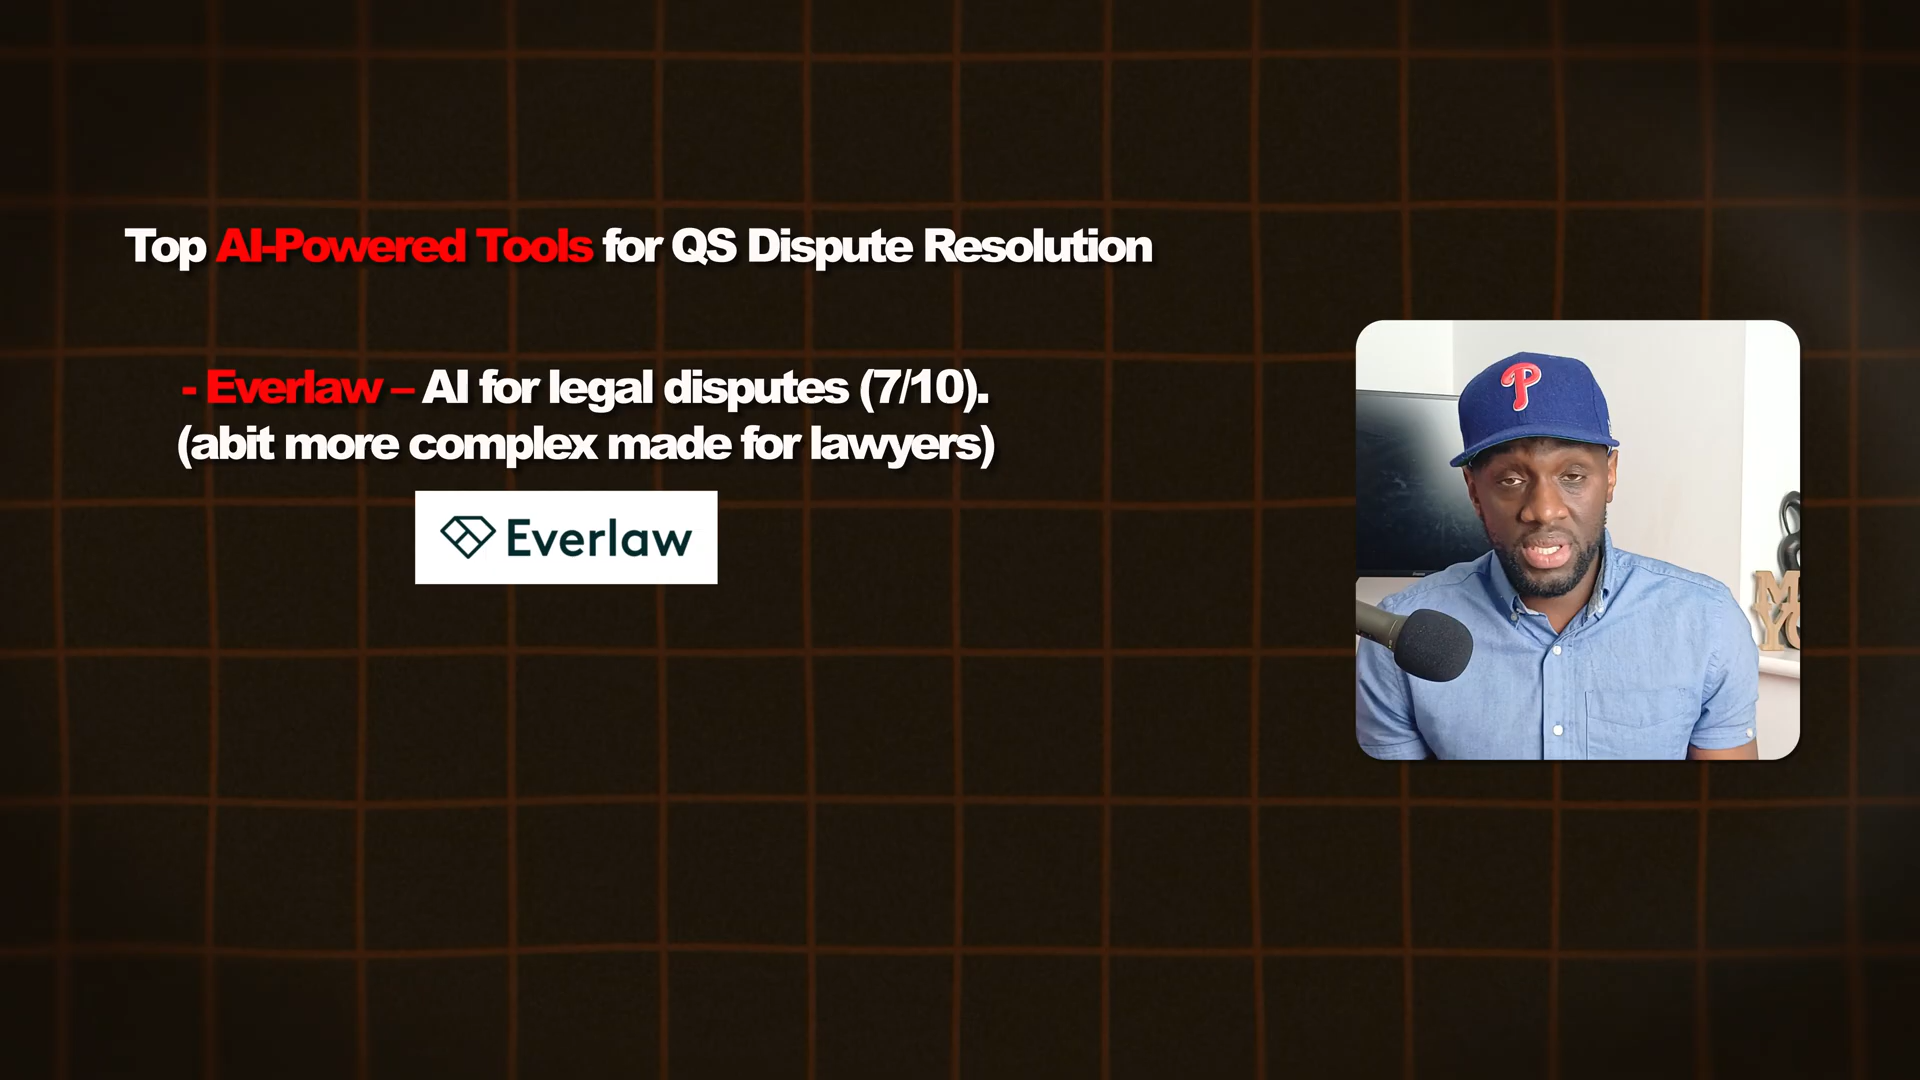 Top AI-Powered Tools for QS Dispute Resolution
- Everlaw – AI for legal disputes (7/10).
(abit more complex made for lawyers)
Everlaw
P